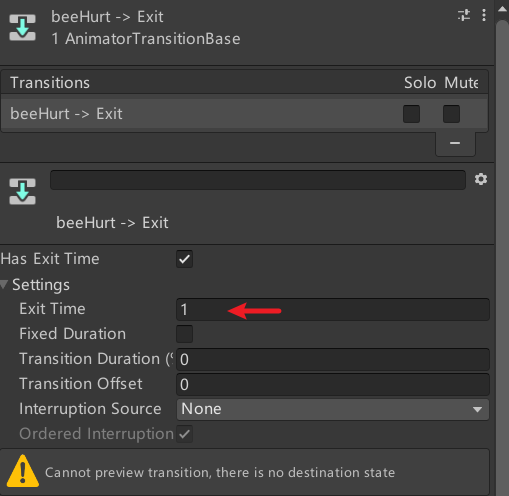 beeHurt -> Exit
1 AnimatorTransitionBase
Transitions Solo Mute
beeHurt -> Exit
beeHurt -> Exit
Has Exit Time
Settings
Exit Time 1
Fixed Duration
Transition Duration (%
Transition Offset 0
Interruption Source None
Ordered Interruption
Cannot preview transition, there is no destination state